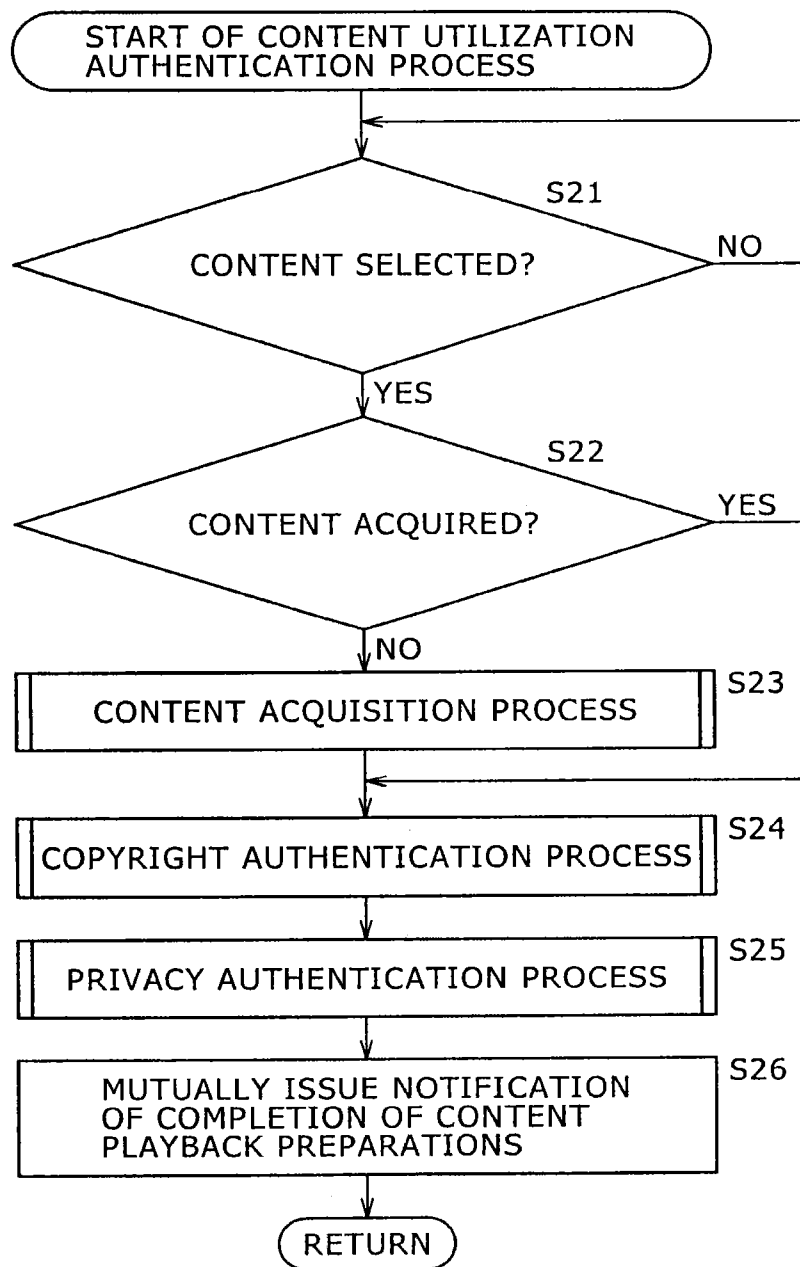 START OF CONTENT UTILIZATION
AUTHENTICATION PROCESS
S21
CONTENT SELECTED?
NO
YES
S22
CONTENT ACQUIRED?
YES
NO
S23
CONTENT ACQUISITION PROCESS
S24
COPYRIGHT AUTHENTICATION PROCESS
S25
PRIVACY AUTHENTICATION PROCESS
S26
MUTUALLY ISSUE NOTIFICATION
OF COMPLETION OF CONTENT
PLAYBACK PREPARATIONS
RETURN